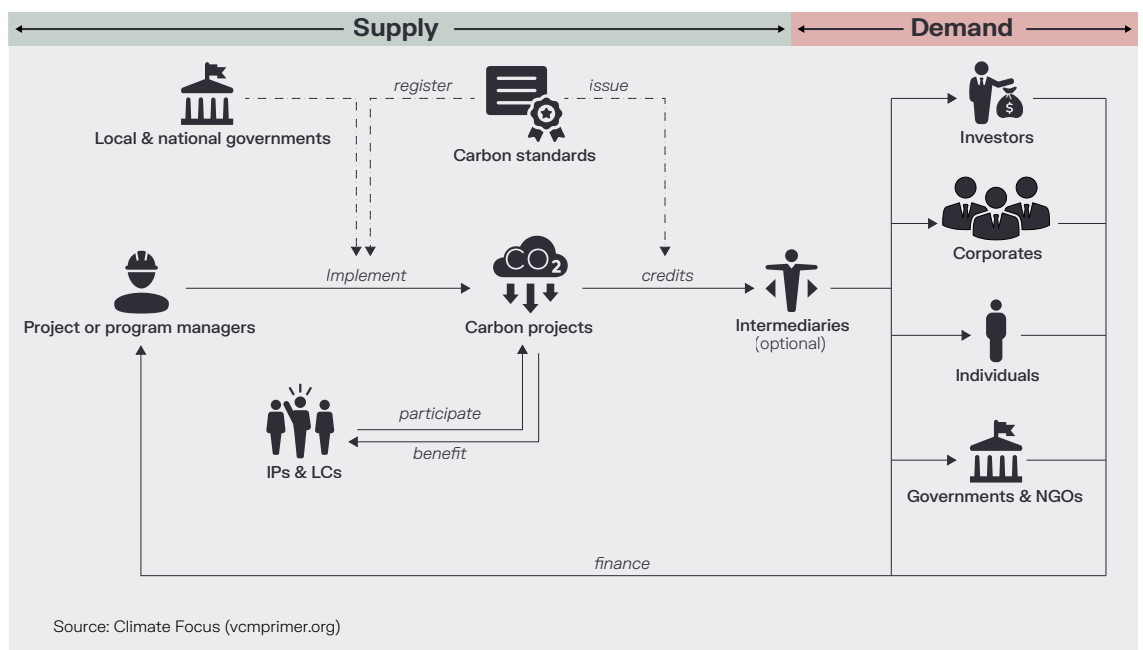 Supply
Demand
register
issue
Local & national governments
Carbon standards
Investors
$
Corporates
Implement
CO2
credits
Project or program managers
Carbon projects
Intermediaries
(optional)
Individuals
participate
benefit
IPs & LCs
Governments & NGOs
finance
Source: Climate Focus (vcmprimer.org)